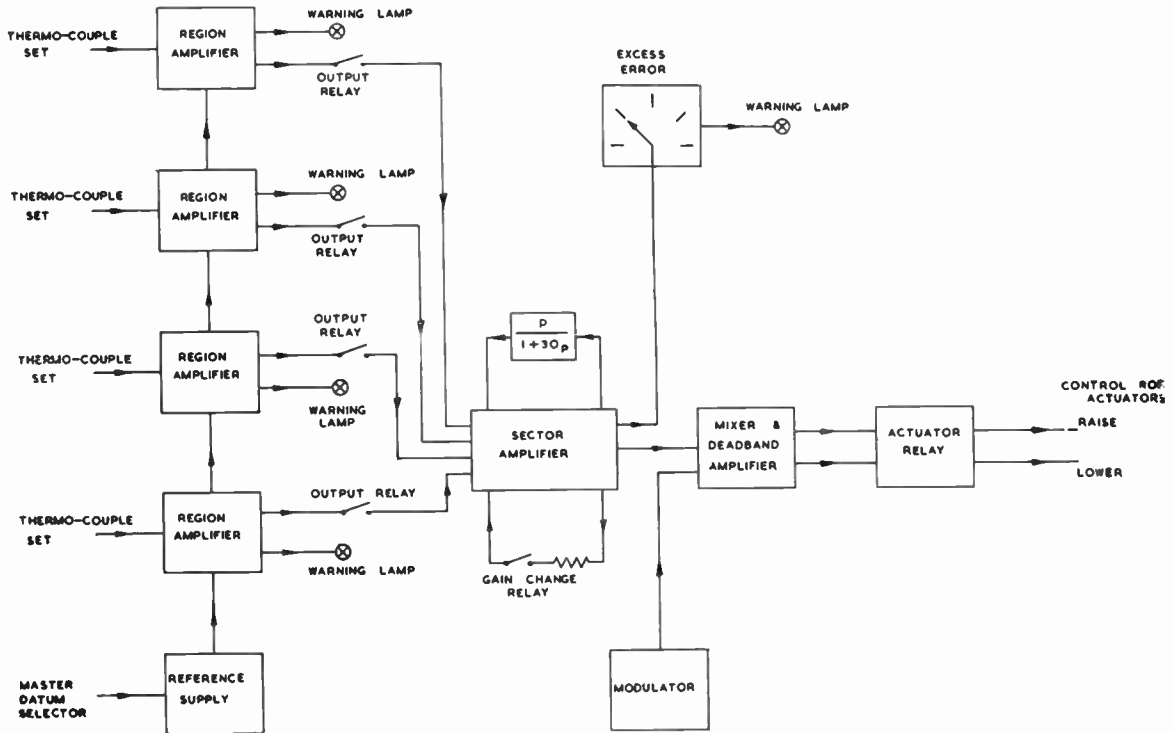 WARNING LAMP
THERMO-COUPLE
SET
REGION
AMPLIFIER
OUTPUT
RELAY
EXCESS
ERROR
WARNING LAMP
WARNING LAMP
THERMO-COUPLE
SET
REGION
AMPLIFIER
OUTPUT
RELAY
OUTPUT
RELAY
THERMO-COUPLE
SET
REGION
AMPLIFIER
WARNING
LAMP
P
1+30p
SECTOR
AMPLIFIER
MIXER &
DEADBAND
AMPLIFIER
ACTUATOR
RELAY
CONTROL ROD
ACTUATORS
RAISE
LOWER
OUTPUT RELAY
THERMO-COUPLE
SET
REGION
AMPLIFIER
WARNING LAMP
GAIN CHANGE
RELAY
MASTER
DATUM
SELECTOR
REFERENCE
SUPPLY
MODULATOR